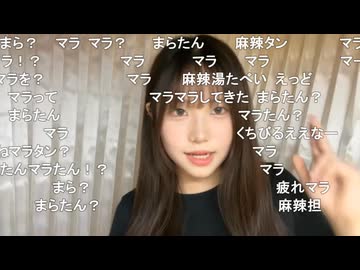 まら？ マラ マラ？ まらたん 麻辣タン マラ
ラ！？ マラ マラ マラ マー
マラを？ マラ 麻辣湯たべい えっど
マラって マラマラしてきた まらたん？
まらたん マラたん？
マラ くちびるええなー
ねマラタン？ マラ
たんマラたん！？ マラ
まら？ 疲れマラ
まらたん？ 麻辣担